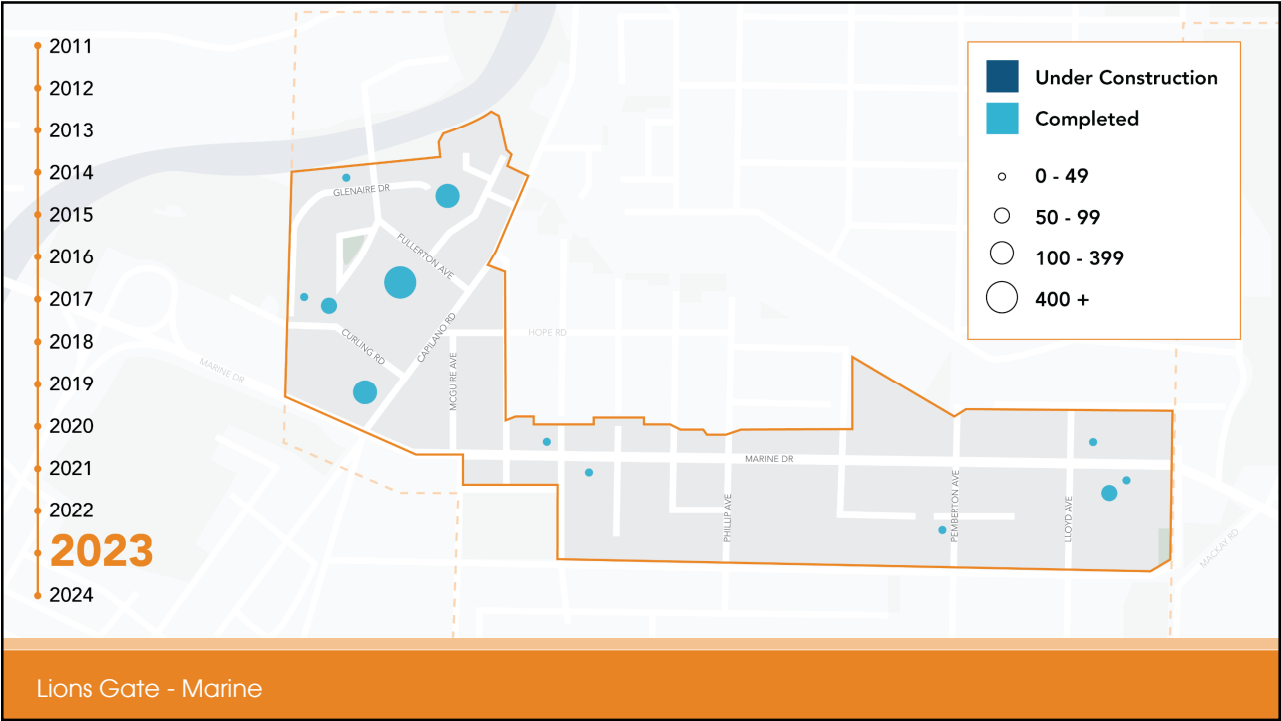 2011
2012
2013
2014
2015
2016
2017
2018
2019
2020
2021
2022
2023
2024
Under Construction
Completed
0 - 49
50 - 99
100 - 399
400 +
GLENAIRE DR
FULLERTON AVE
CURLING RD
CAPILANO RD
MCGUIRE AVE
HOPE RD
MARINE DR
MARINE DR
PHILLIP AVE
PEMBERTON AVE
LLOYD AVE
MACKAY RD
Lions Gate - Marine